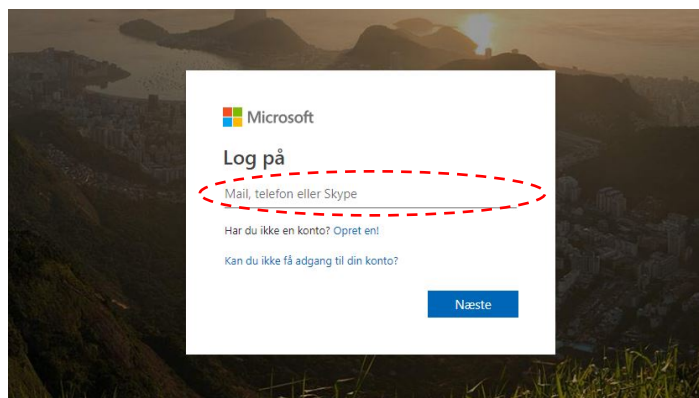 Microsoft
Log på
Mail, telefon eller Skype
Har du ikke en konto? Opret en!
Kan du ikke få adgang til din konto?
Næste